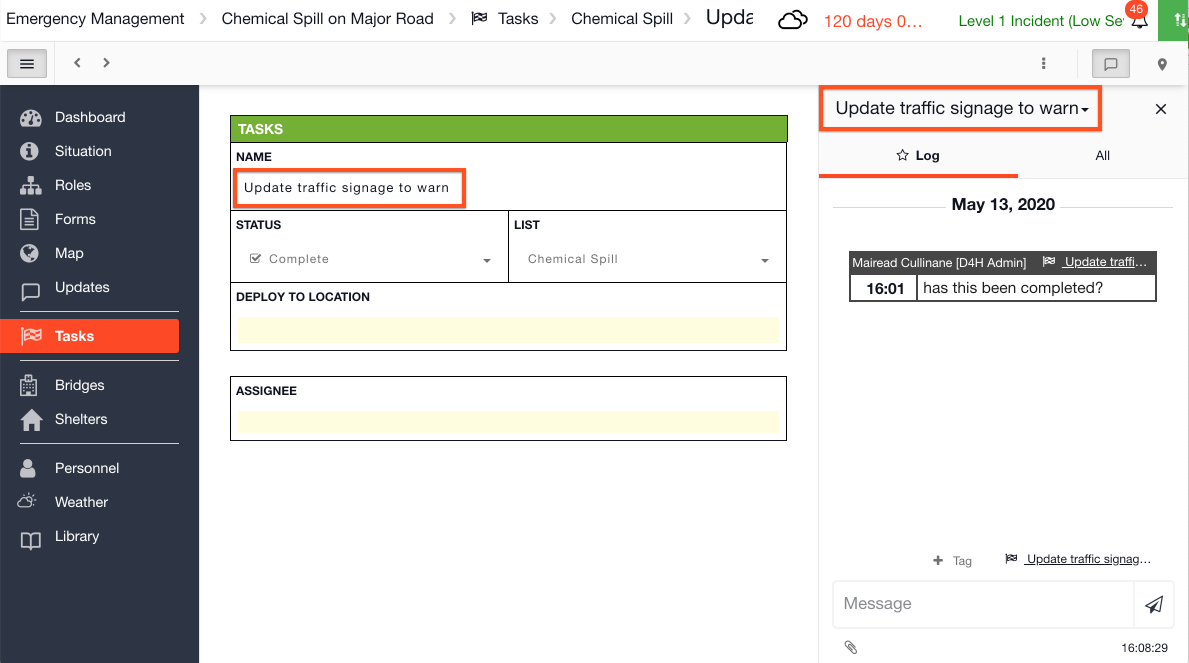 Emergency Management > Chemical Spill on Major Road > Tasks > Chemical Spill > Upda
120 days 0… Level 1 Incident (Low Se 46
Dashboard
Situation
Roles
Forms
Map
Updates
Tasks
Bridges
Shelters
Personnel
Weather
Library
TASKS
NAME
Update traffic signage to warn
STATUS LIST
Complete Chemical Spill
DEPLOY TO LOCATION
ASSIGNEE
Update traffic signage to warn
Log All
May 13, 2020
Mairead Cullinane [D4H Admin] Update traffi...
16:01 has this been completed?
+ Tag Update traffic signag...
Message
16:08:29